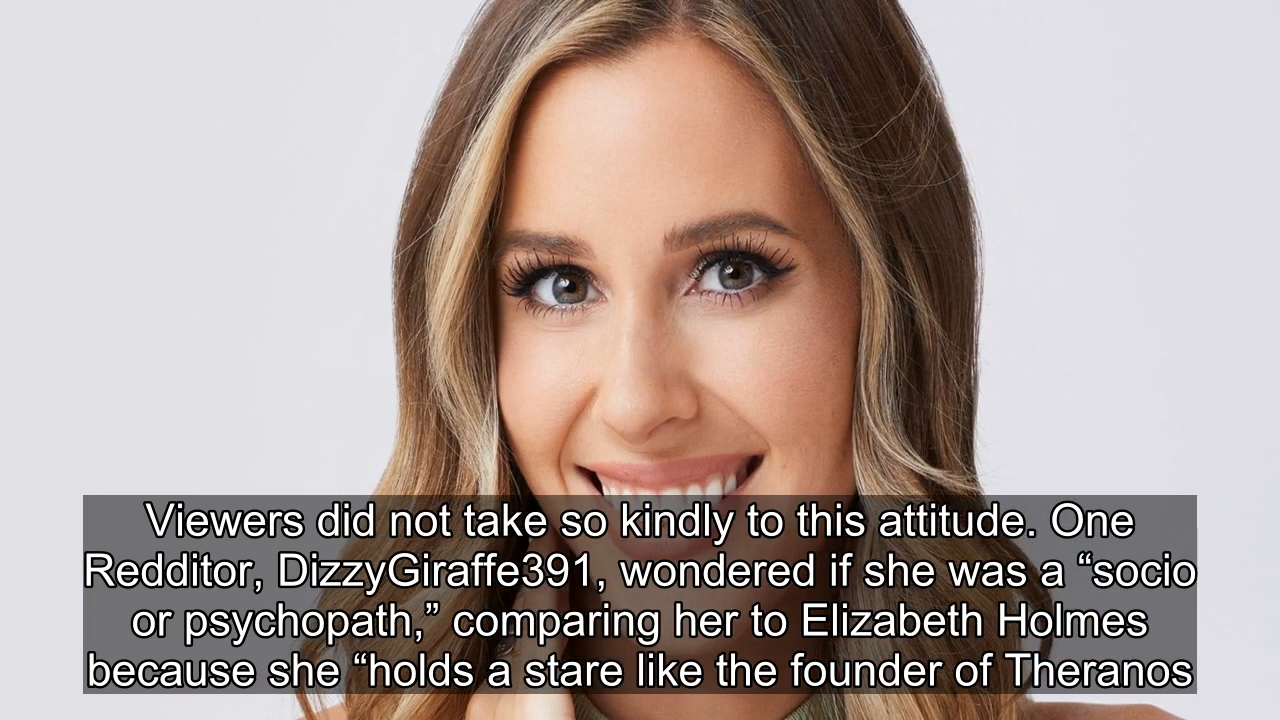 Viewers did not take so kindly to this attitude. One
Redditor, DizzyGiraffe391, wondered if she was a “socio
or psychopath,” comparing her to Elizabeth Holmes
because she “holds a stare like the founder of Theranos